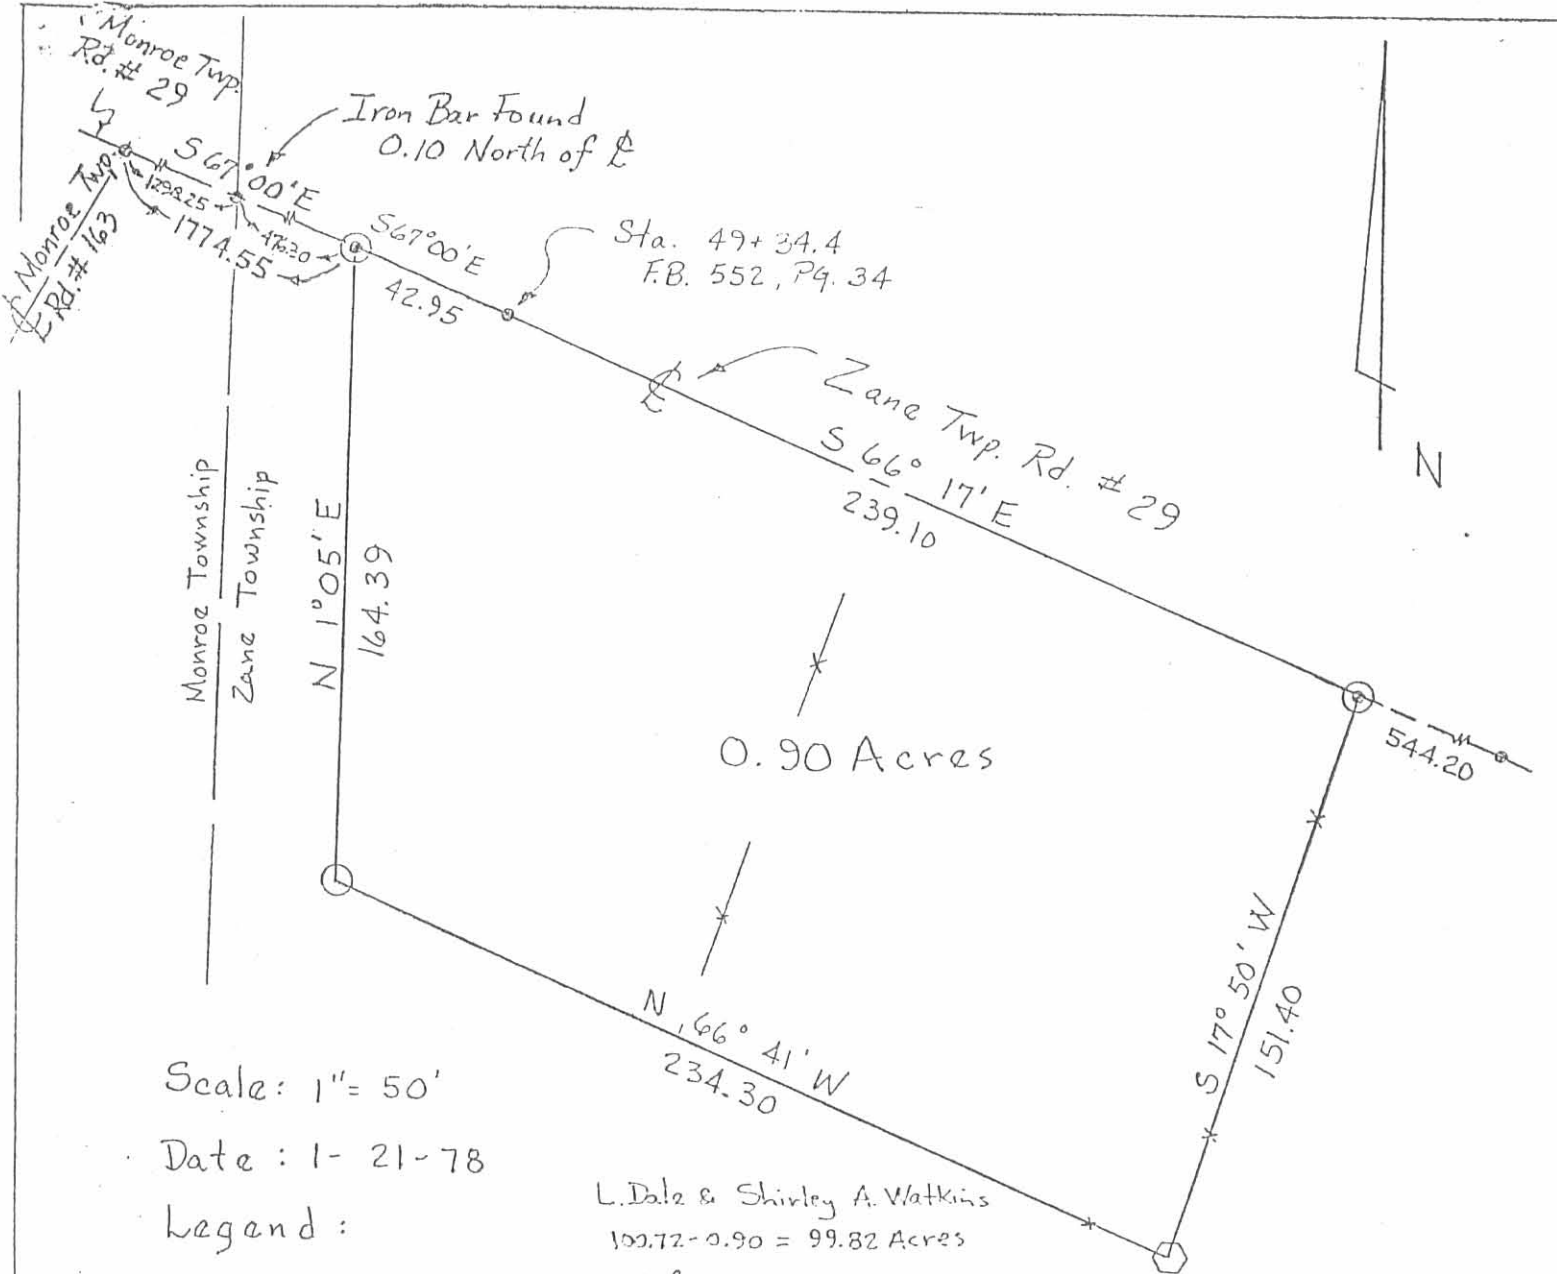 Monroe Twp.
Rd. # 29
Iron Bar Found
0.10 North of ℄
S 67°00'E
1298.25
476.30
1774.55
℄ Monroe Twp.
Rd. # 163
S67°00'E
42.95
Sta. 49+34.4
F.B. 552, Pg. 34
℄
Zane Twp. Rd. # 29
S 66° 17' E
239.10
N
Monroe Township
Zane Township
N 1°05' E
164.39
0.90 Acres
544.20
S 17° 50' W
151.40
N 66° 41' W
234.30
Scale: 1"= 50'
Date: 1-21-78
Legend:
L. Dale & Shirley A. Watkins
100.72-0.90 = 99.82 Acres